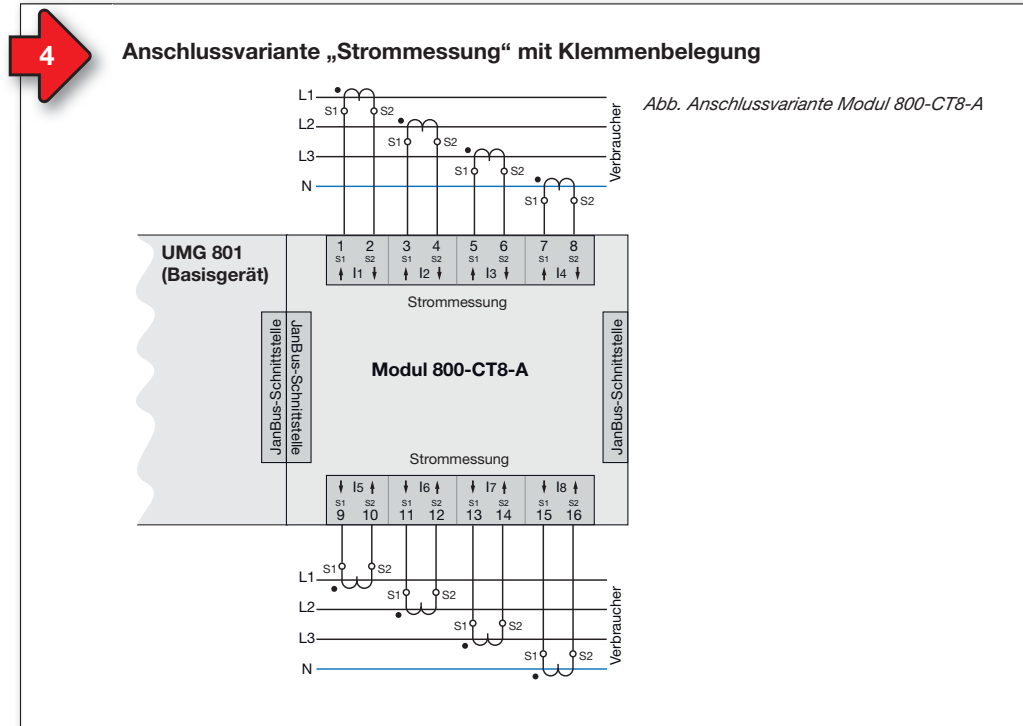 4
Anschlussvariante „Strommessung“ mit Klemmenbelegung
Abb. Anschlussvariante Modul 800-CT8-A
L1
S1 S2
L2
S1 S2
L3
S1 S2
N
S1 S2
Verbraucher
UMG 801
(Basisgerät)
1 2 3 4 5 6 7 8
S1 S2 S1 S2 S1 S2 S1 S2
I1 I2 I3 I4
Strommessung
JanBus-Schnittstelle
JanBus-Schnittstelle
Modul 800-CT8-A
JanBus-Schnittstelle
Strommessung
I5 I6 I7 I8
S1 S2 S1 S2 S1 S2 S1 S2
9 10 11 12 13 14 15 16
S1 S2
L1
S1 S2
L2
S1 S2
L3
S1 S2
N
Verbraucher